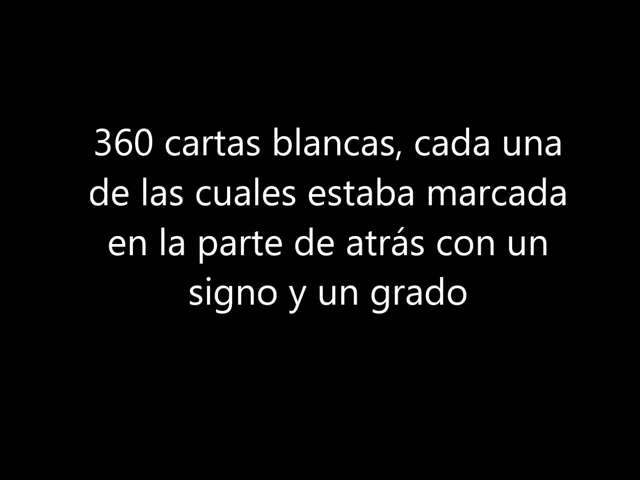 360 cartas blancas, cada una
de las cuales estaba marcada
en la parte de atrás con un
signo y un grado